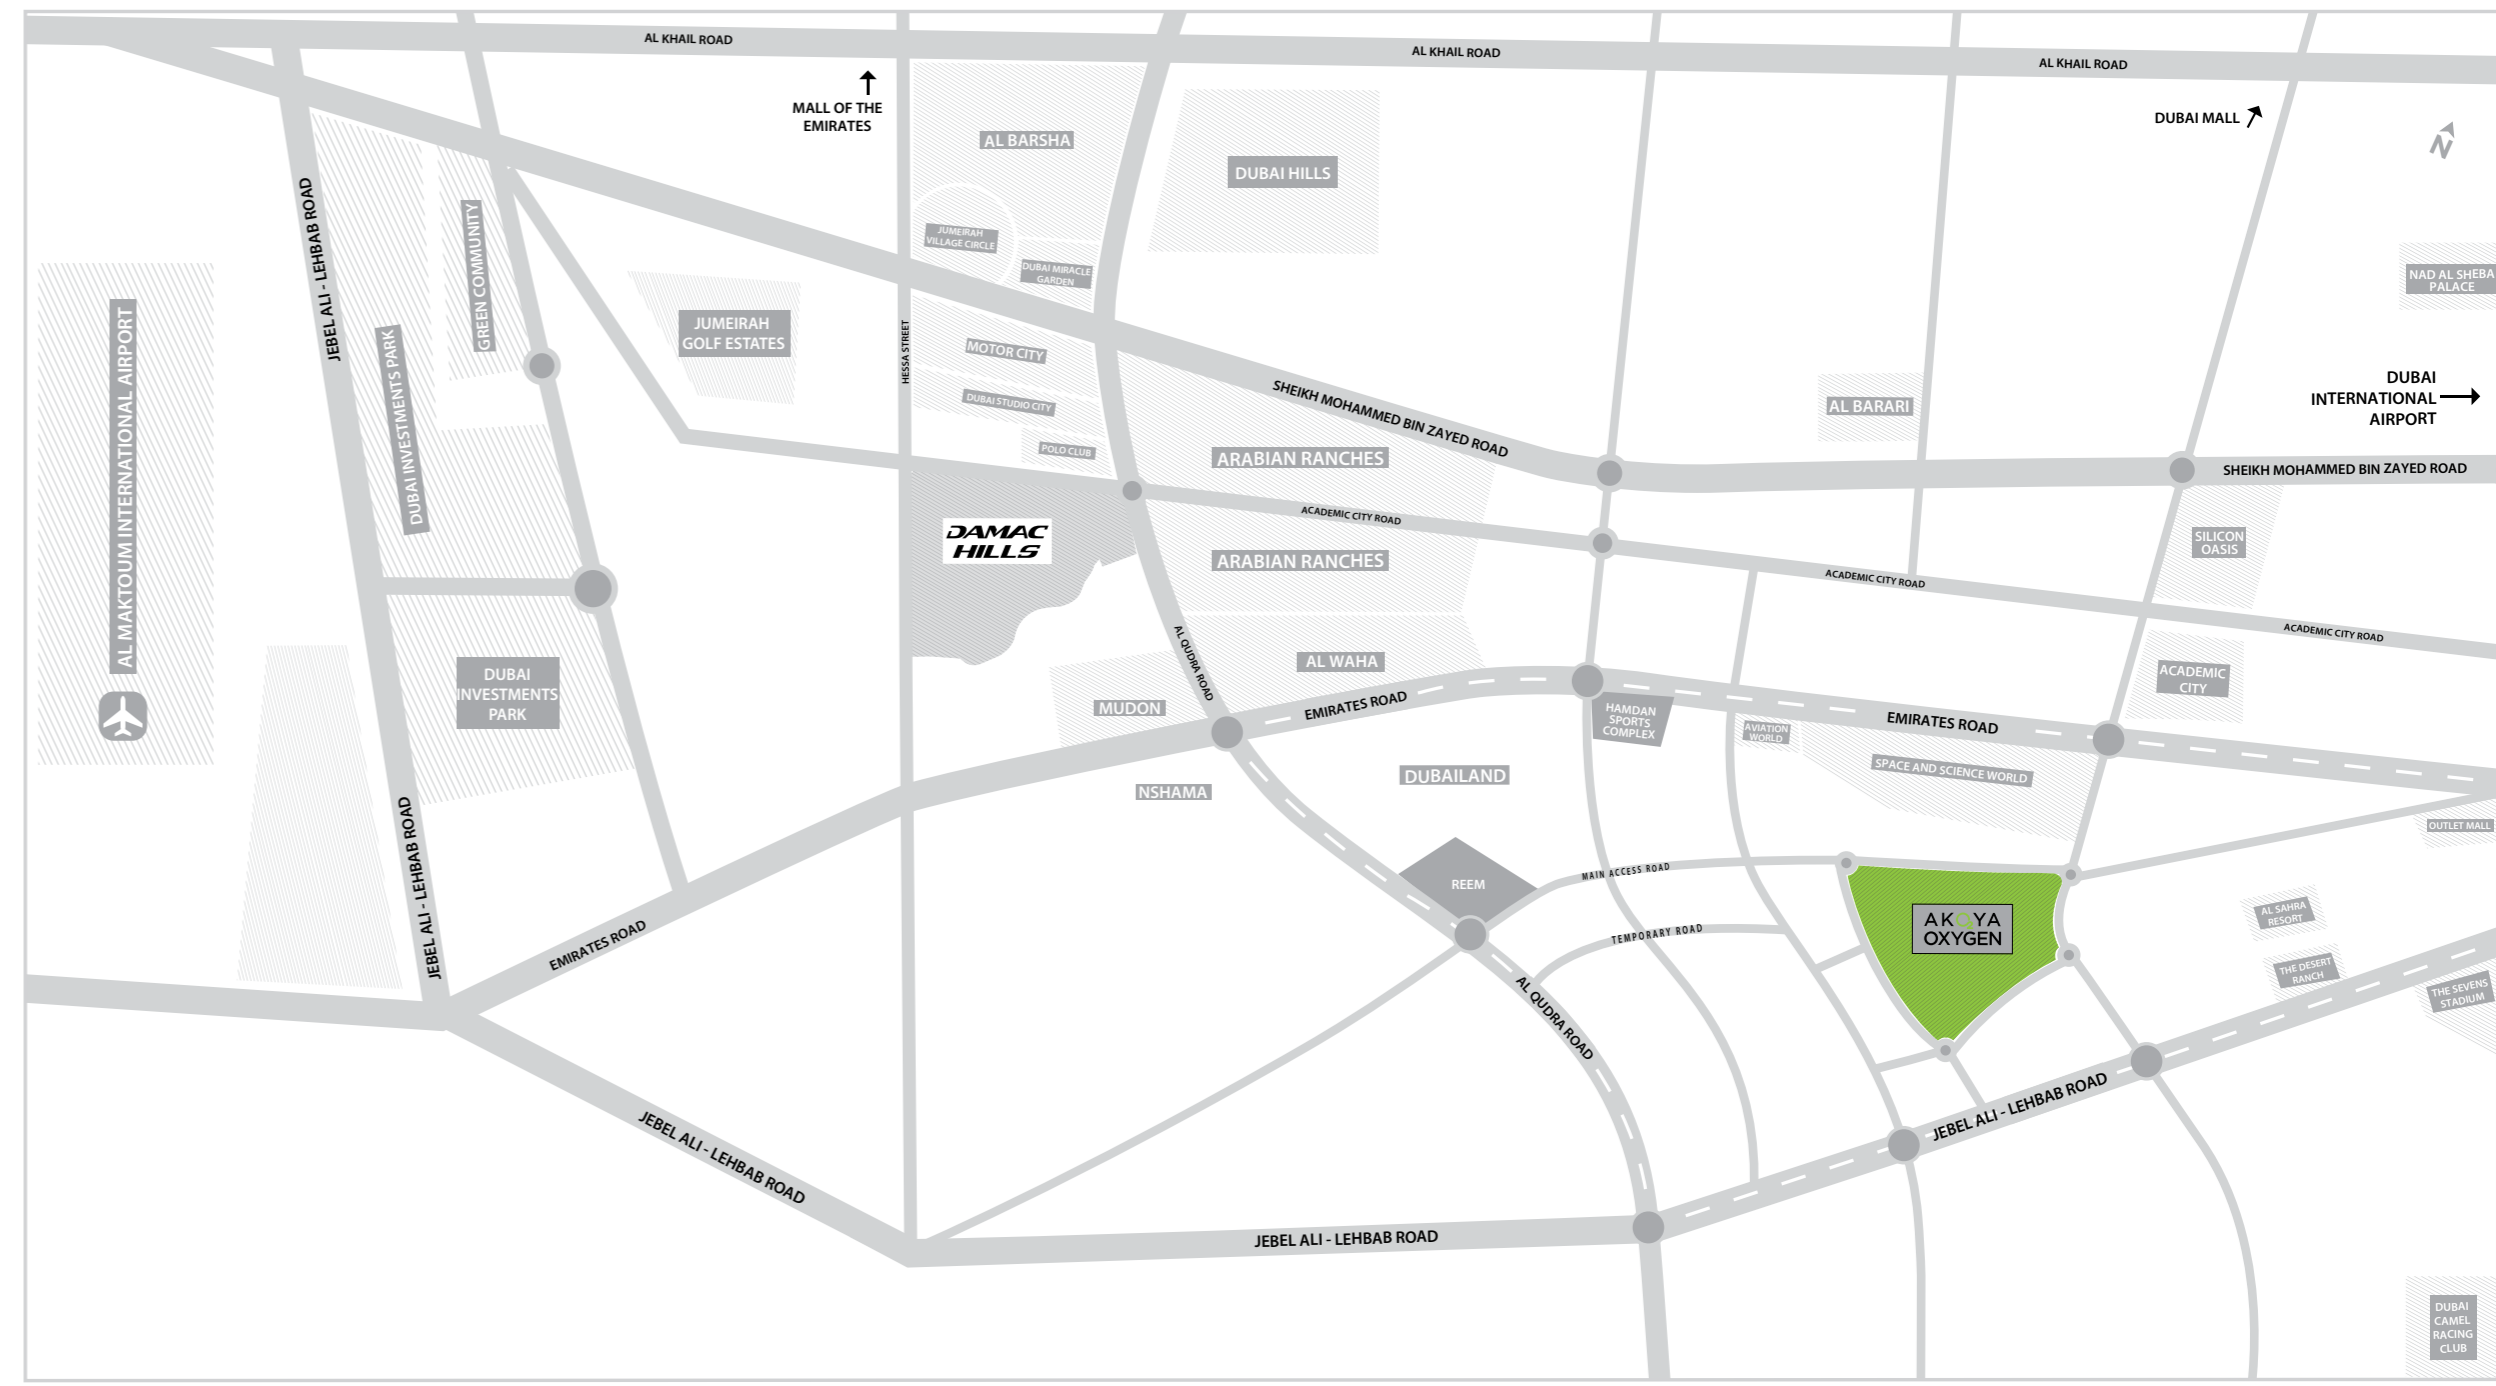 AL KHAIL ROAD
AL KHAIL ROAD
AL KHAIL ROAD
MALL OF THE
EMIRATES
DUBAI MALL
N
AL BARSHA
DUBAI HILLS
JEBEL ALI - LEHBAB ROAD
GREEN COMMUNITY
JUMEIRAH
VILLAGE CIRCLE
DUBAI MIRACLE
GARDEN
NAD AL SHEBA
PALACE
AL MAKTOUM INTERNATIONAL AIRPORT
DUBAI INVESTMENTS PARK
JUMEIRAH
GOLF ESTATES
HESSA STREET
MOTOR CITY
DUBAI STUDIO CITY
POLO CLUB
SHEIKH MOHAMMED BIN ZAYED ROAD
AL BARARI
DUBAI
INTERNATIONAL
AIRPORT
ARABIAN RANCHES
SHEIKH MOHAMMED BIN ZAYED ROAD
ACADEMIC CITY ROAD
DAMAC
HILLS
ARABIAN RANCHES
SILICON
OASIS
ACADEMIC CITY ROAD
ACADEMIC CITY ROAD
AL QUDRA ROAD
AL WAHA
ACADEMIC
CITY
DUBAI
INVESTMENTS
PARK
MUDON
EMIRATES ROAD
HAMDAN
SPORTS
COMPLEX
AVIATION
WORLD
EMIRATES ROAD
SPACE AND SCIENCE WORLD
NSHAMA
DUBAILAND
OUTLET MALL
JEBEL ALI - LEHBAB ROAD
REEM
MAIN ACCESS ROAD
TEMPORARY ROAD
AKOYA
OXYGEN
AL SAHRA
RESORT
EMIRATES ROAD
THE DESERT
RANCH
THE SEVENS
STADIUM
AL QUDRA ROAD
JEBEL ALI - LEHBAB ROAD
JEBEL ALI - LEHBAB ROAD
JEBEL ALI - LEHBAB ROAD
DUBAI
CAMEL
RACING
CLUB